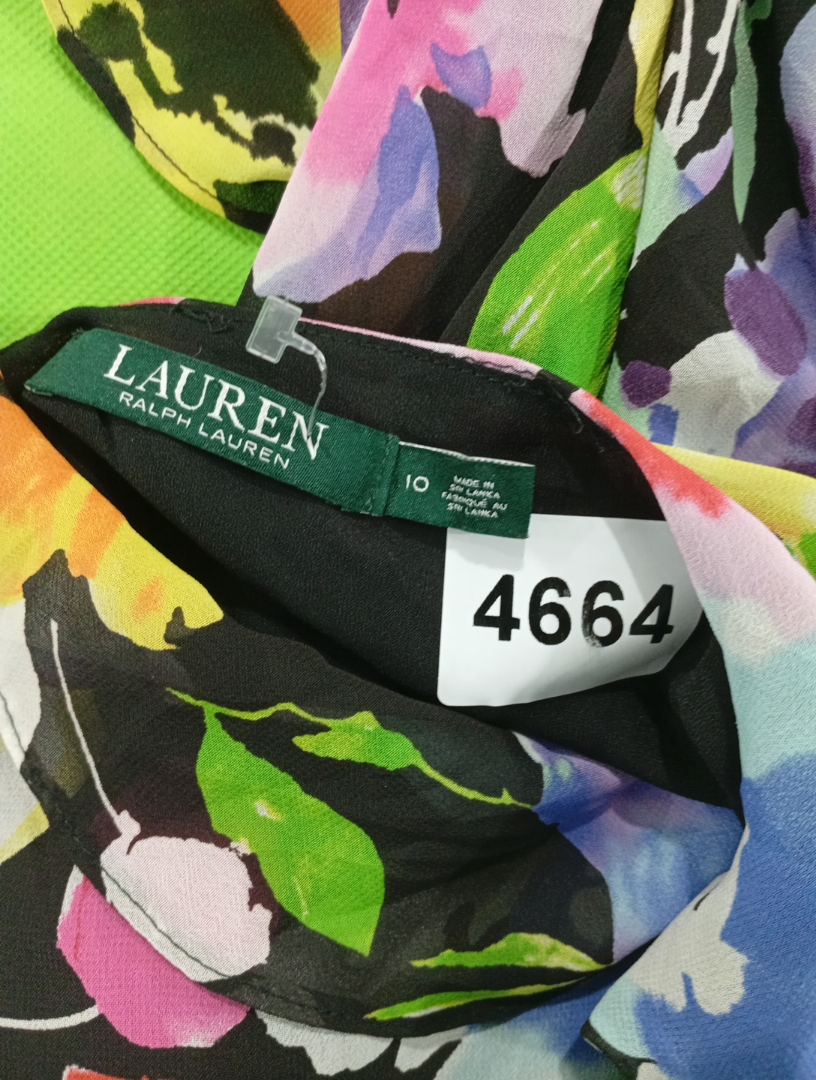 LAUREN
RALPH LAUREN
10
MADE IN
SRI LANKA
FABRIQUÉ AU
SRI LANKA
4664